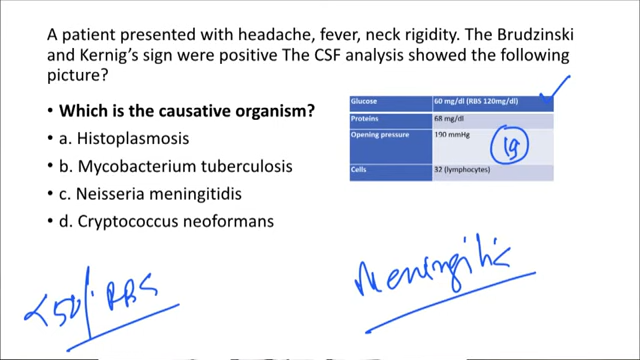 A patient presented with headache, fever, neck rigidity. The Brudzinski
and Kernig's sign were positive The CSF analysis showed the following
picture?
• Which is the causative organism?
• a. Histoplasmosis
• b. Mycobacterium tuberculosis
• c. Neisseria meningitidis
• d. Cryptococcus neoformans
Glucose 60 mg/dl (RBS 120mg/dl)
Proteins 68 mg/dl
Opening pressure 190 mmHg
19
Cells 32 (lymphocytes)
<50% RBS
Meningitis